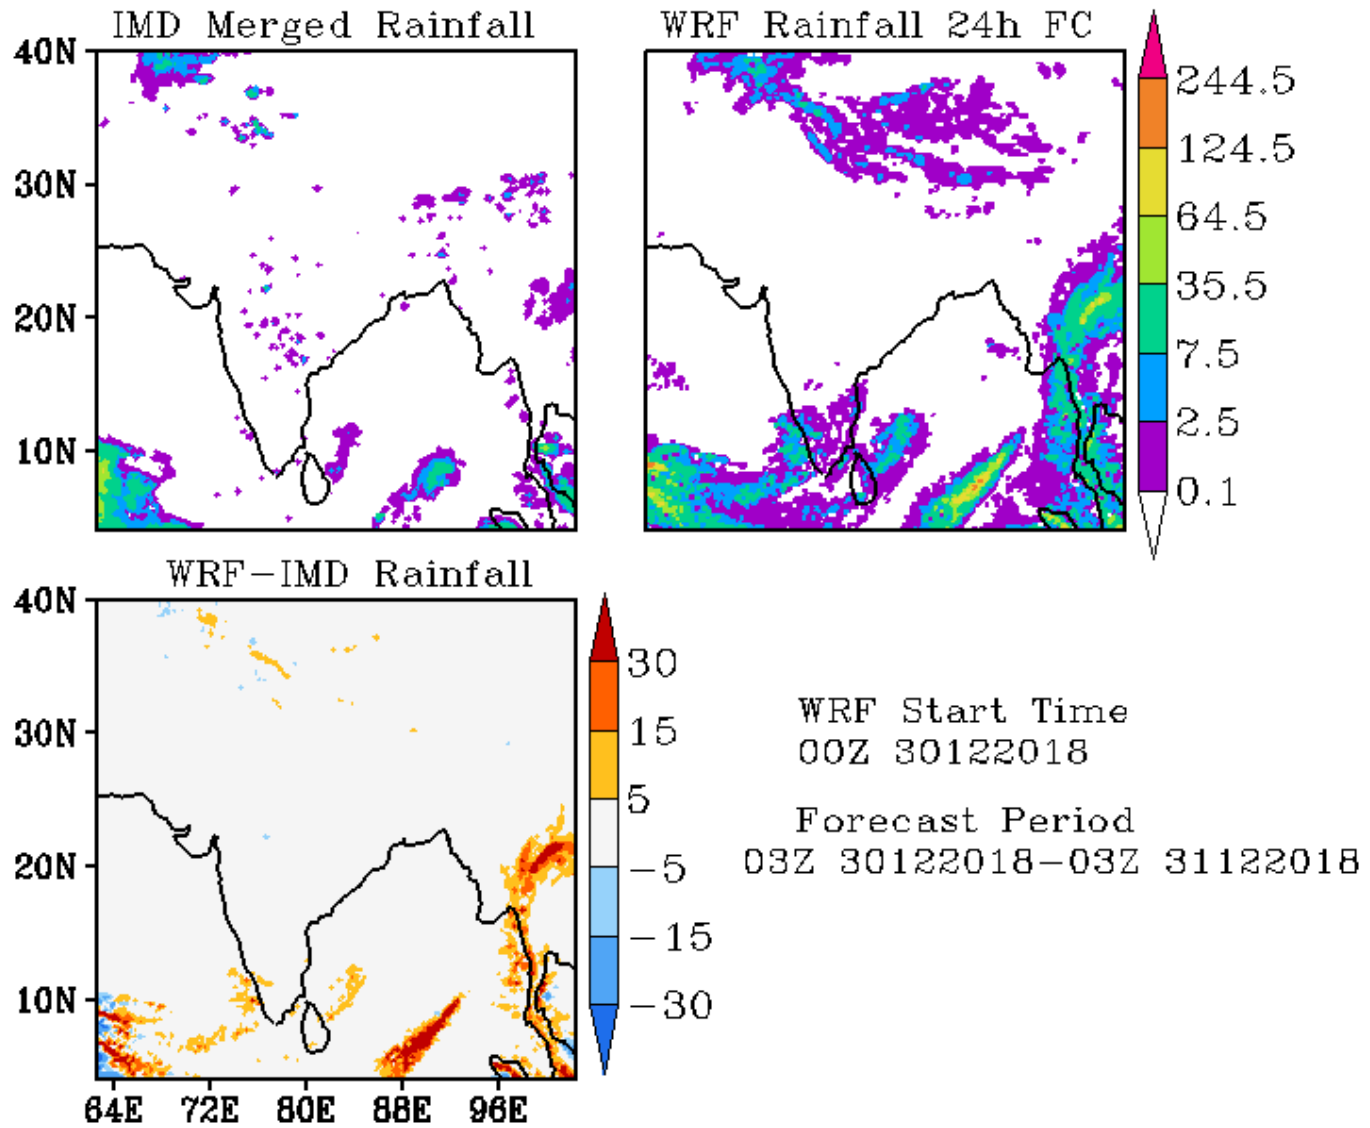 IMD Merged Rainfall
WRF Rainfall 24h FC
40N
30N
20N
10N
244.5
124.5
64.5
35.5
7.5
2.5
0.1
WRF-IMD Rainfall
40N
30N
20N
10N
64E 72E 80E 88E 96E
30
15
5
-5
-15
-30
WRF Start Time
00Z 30122018
Forecast Period
03Z 30122018-03Z 31122018